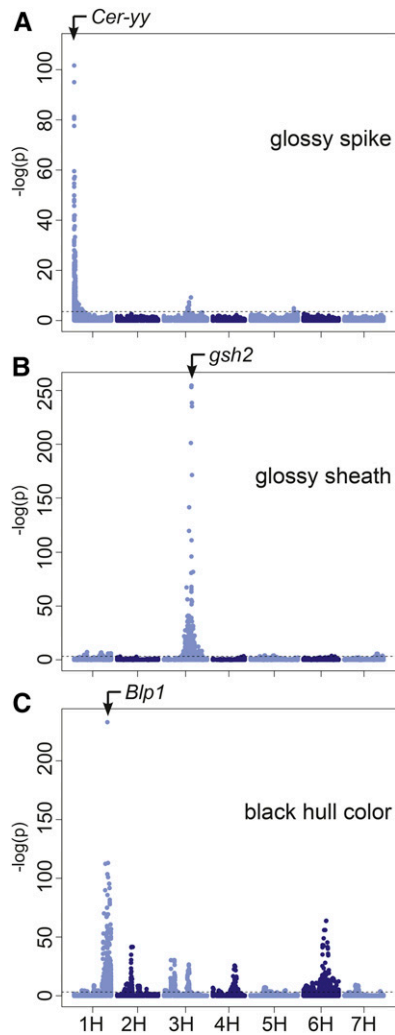 A
Cer-yy
100
80
60
40
20
0
-log(p)
glossy spike
B
gsh2
250
200
150
100
50
0
-log(p)
glossy sheath
C
Blp1
200
150
100
50
0
-log(p)
black hull color
1H 2H 3H 4H 5H 6H 7H